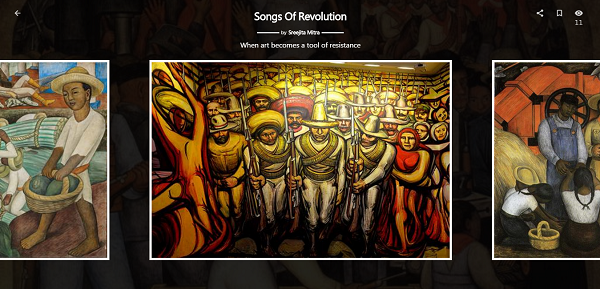 Songs Of Revolution
by Sreejita Mitra
When art becomes a tool of resistance
11